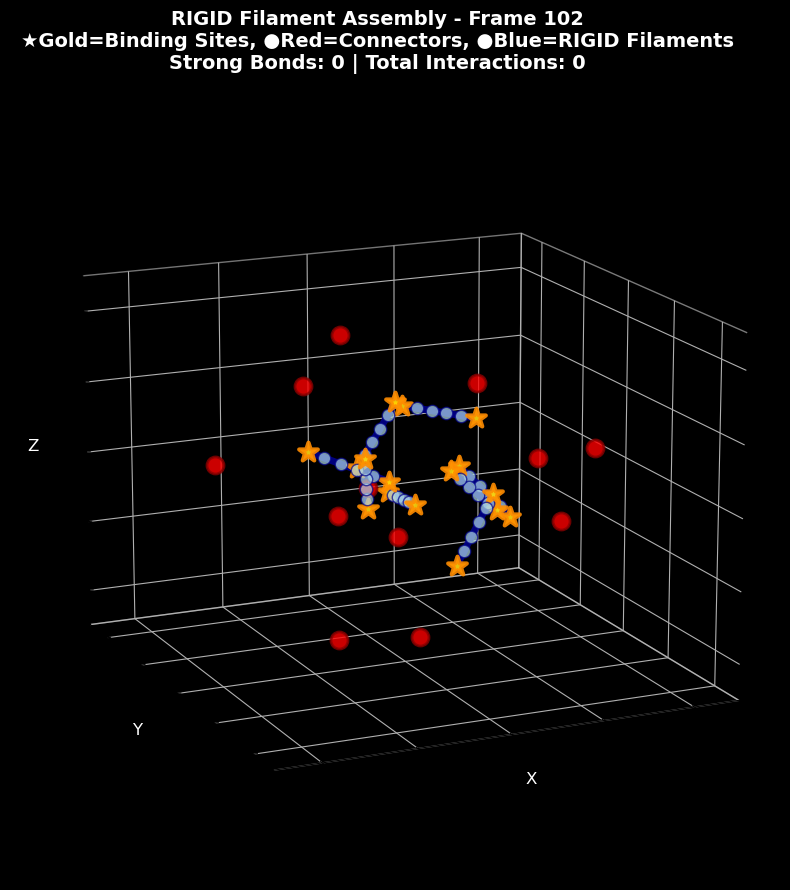 RIGID Filament Assembly - Frame 102
★Gold=Binding Sites, ●Red=Connectors, ●Blue=RIGID Filaments
Strong Bonds: 0 | Total Interactions: 0
Z
Y
X